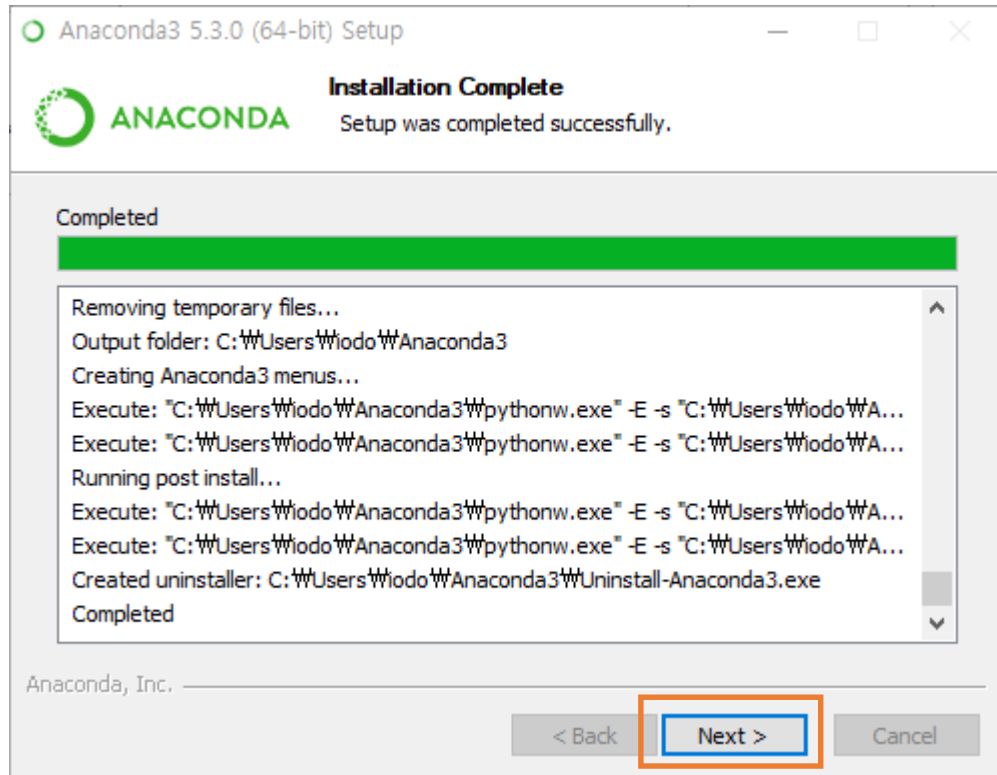 Anaconda3 5.3.0 (64-bit) Setup
ANACONDA
Installation Complete
Setup was completed successfully.
Completed
Removing temporary files...
Output folder: C:₩Users₩iodo₩Anaconda3
Creating Anaconda3 menus...
Execute: "C:₩Users₩iodo₩Anaconda3₩pythonw.exe" -E -s "C:₩Users₩iodo₩A...
Execute: "C:₩Users₩iodo₩Anaconda3₩pythonw.exe" -E -s "C:₩Users₩iodo₩A...
Running post install...
Execute: "C:₩Users₩iodo₩Anaconda3₩pythonw.exe" -E -s "C:₩Users₩iodo₩A...
Execute: "C:₩Users₩iodo₩Anaconda3₩pythonw.exe" -E -s "C:₩Users₩iodo₩A...
Created uninstaller: C:₩Users₩iodo₩Anaconda3₩Uninstall-Anaconda3.exe
Completed
Anaconda, Inc.
< Back Next > Cancel